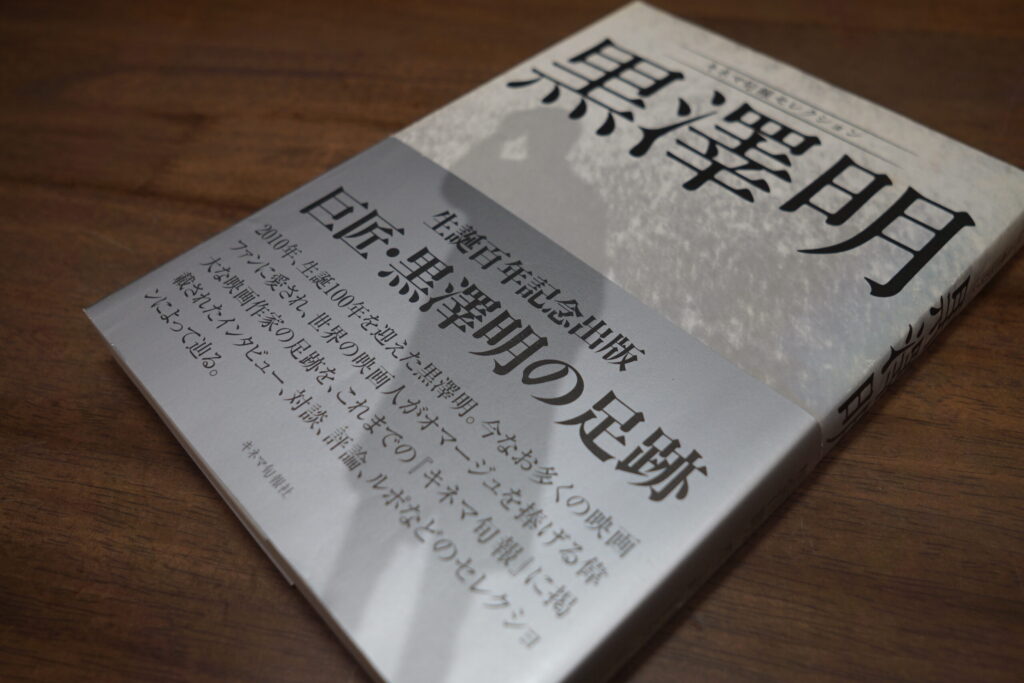 キネマ旬報セレクション
黒澤明
生誕百年記念出版
巨匠・黒澤明の足跡
2010年、生誕100年を迎えた黒澤明。今なお多くの映画
ファンに愛され、世界の映画人がオマージュを捧げる偉
大な映画作家の足跡を、これまでの『キネマ旬報』に掲
載されたインタビュー、対談、評論、ルポなどのセレクショ
ンによって辿る。
キネマ旬報社
黒澤明